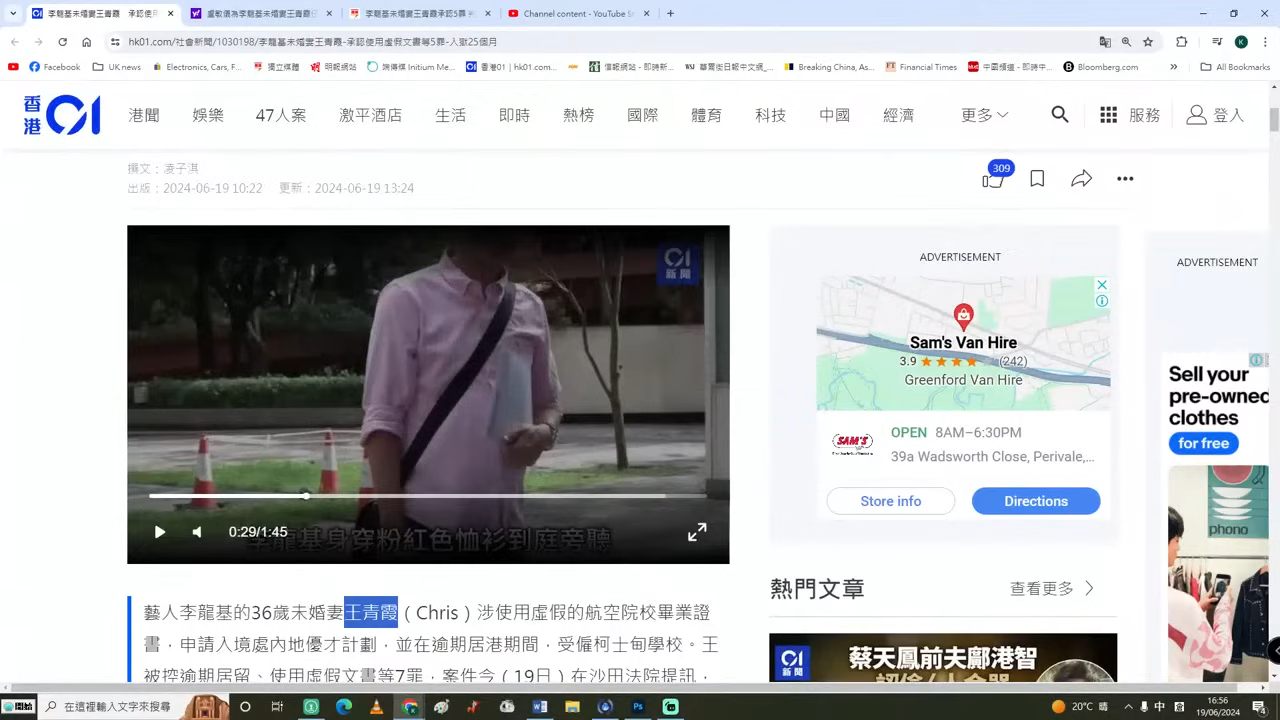 李龍基未婚妻王青霞 承認使用
盧敏儀為李龍基未婚妻王青霞
李龍基未婚妻王青霞承認5罪
Channel content - YouTube S
hk01.com/社會新聞/1030198/李龍基未婚妻王青霞-承認使用虛假文書等5罪-入獄25個月
Facebook
UK.news
Electronics, Cars, F...
獨立媒體
明報網站
端傳媒 Initium Me...
香港01 | hk01.com...
信報網站 - 即時新...
華爾街日報中文網_...
Breaking China, As...
Financial Times
中國頻道 - 即時中...
Bloomberg.com
All Bookmarks
香港01
港聞
娛樂
47人案
激平酒店
生活
即時
熱榜
國際
體育
科技
中國
經濟
更多
服務
登入
撰文：凌子淇
出版：2024-06-19 10:22 更新：2024-06-19 13:24
309
01
新聞
李龍基身穿粉紅色恤衫到庭旁聽
0:29/1:45
ADVERTISEMENT
Sam's Van Hire
3.9
(242)
Greenford Van Hire
SAM'S
OPEN 8AM–6:30PM
39a Wadsworth Close, Perivale,...
Store info
Directions
ADVERTISEMENT
Sell your
pre-owned
clothes
for free
phono
熱門文章
查看更多
藝人李龍基的36歲未婚妻王青霞（Chris）涉使用虛假的航空院校畢業證
書，申請入境處內地優才計劃，並在逾期居港期間，受僱柯士甸學校。王
被控逾期居留、使用虛假文書等7罪，案件今（19日）在沙田法院提訊，
01
新聞
蔡天鳳前夫鄺港智
在這裡輸入文字來搜尋
20°C 晴
16:56
19/06/2024